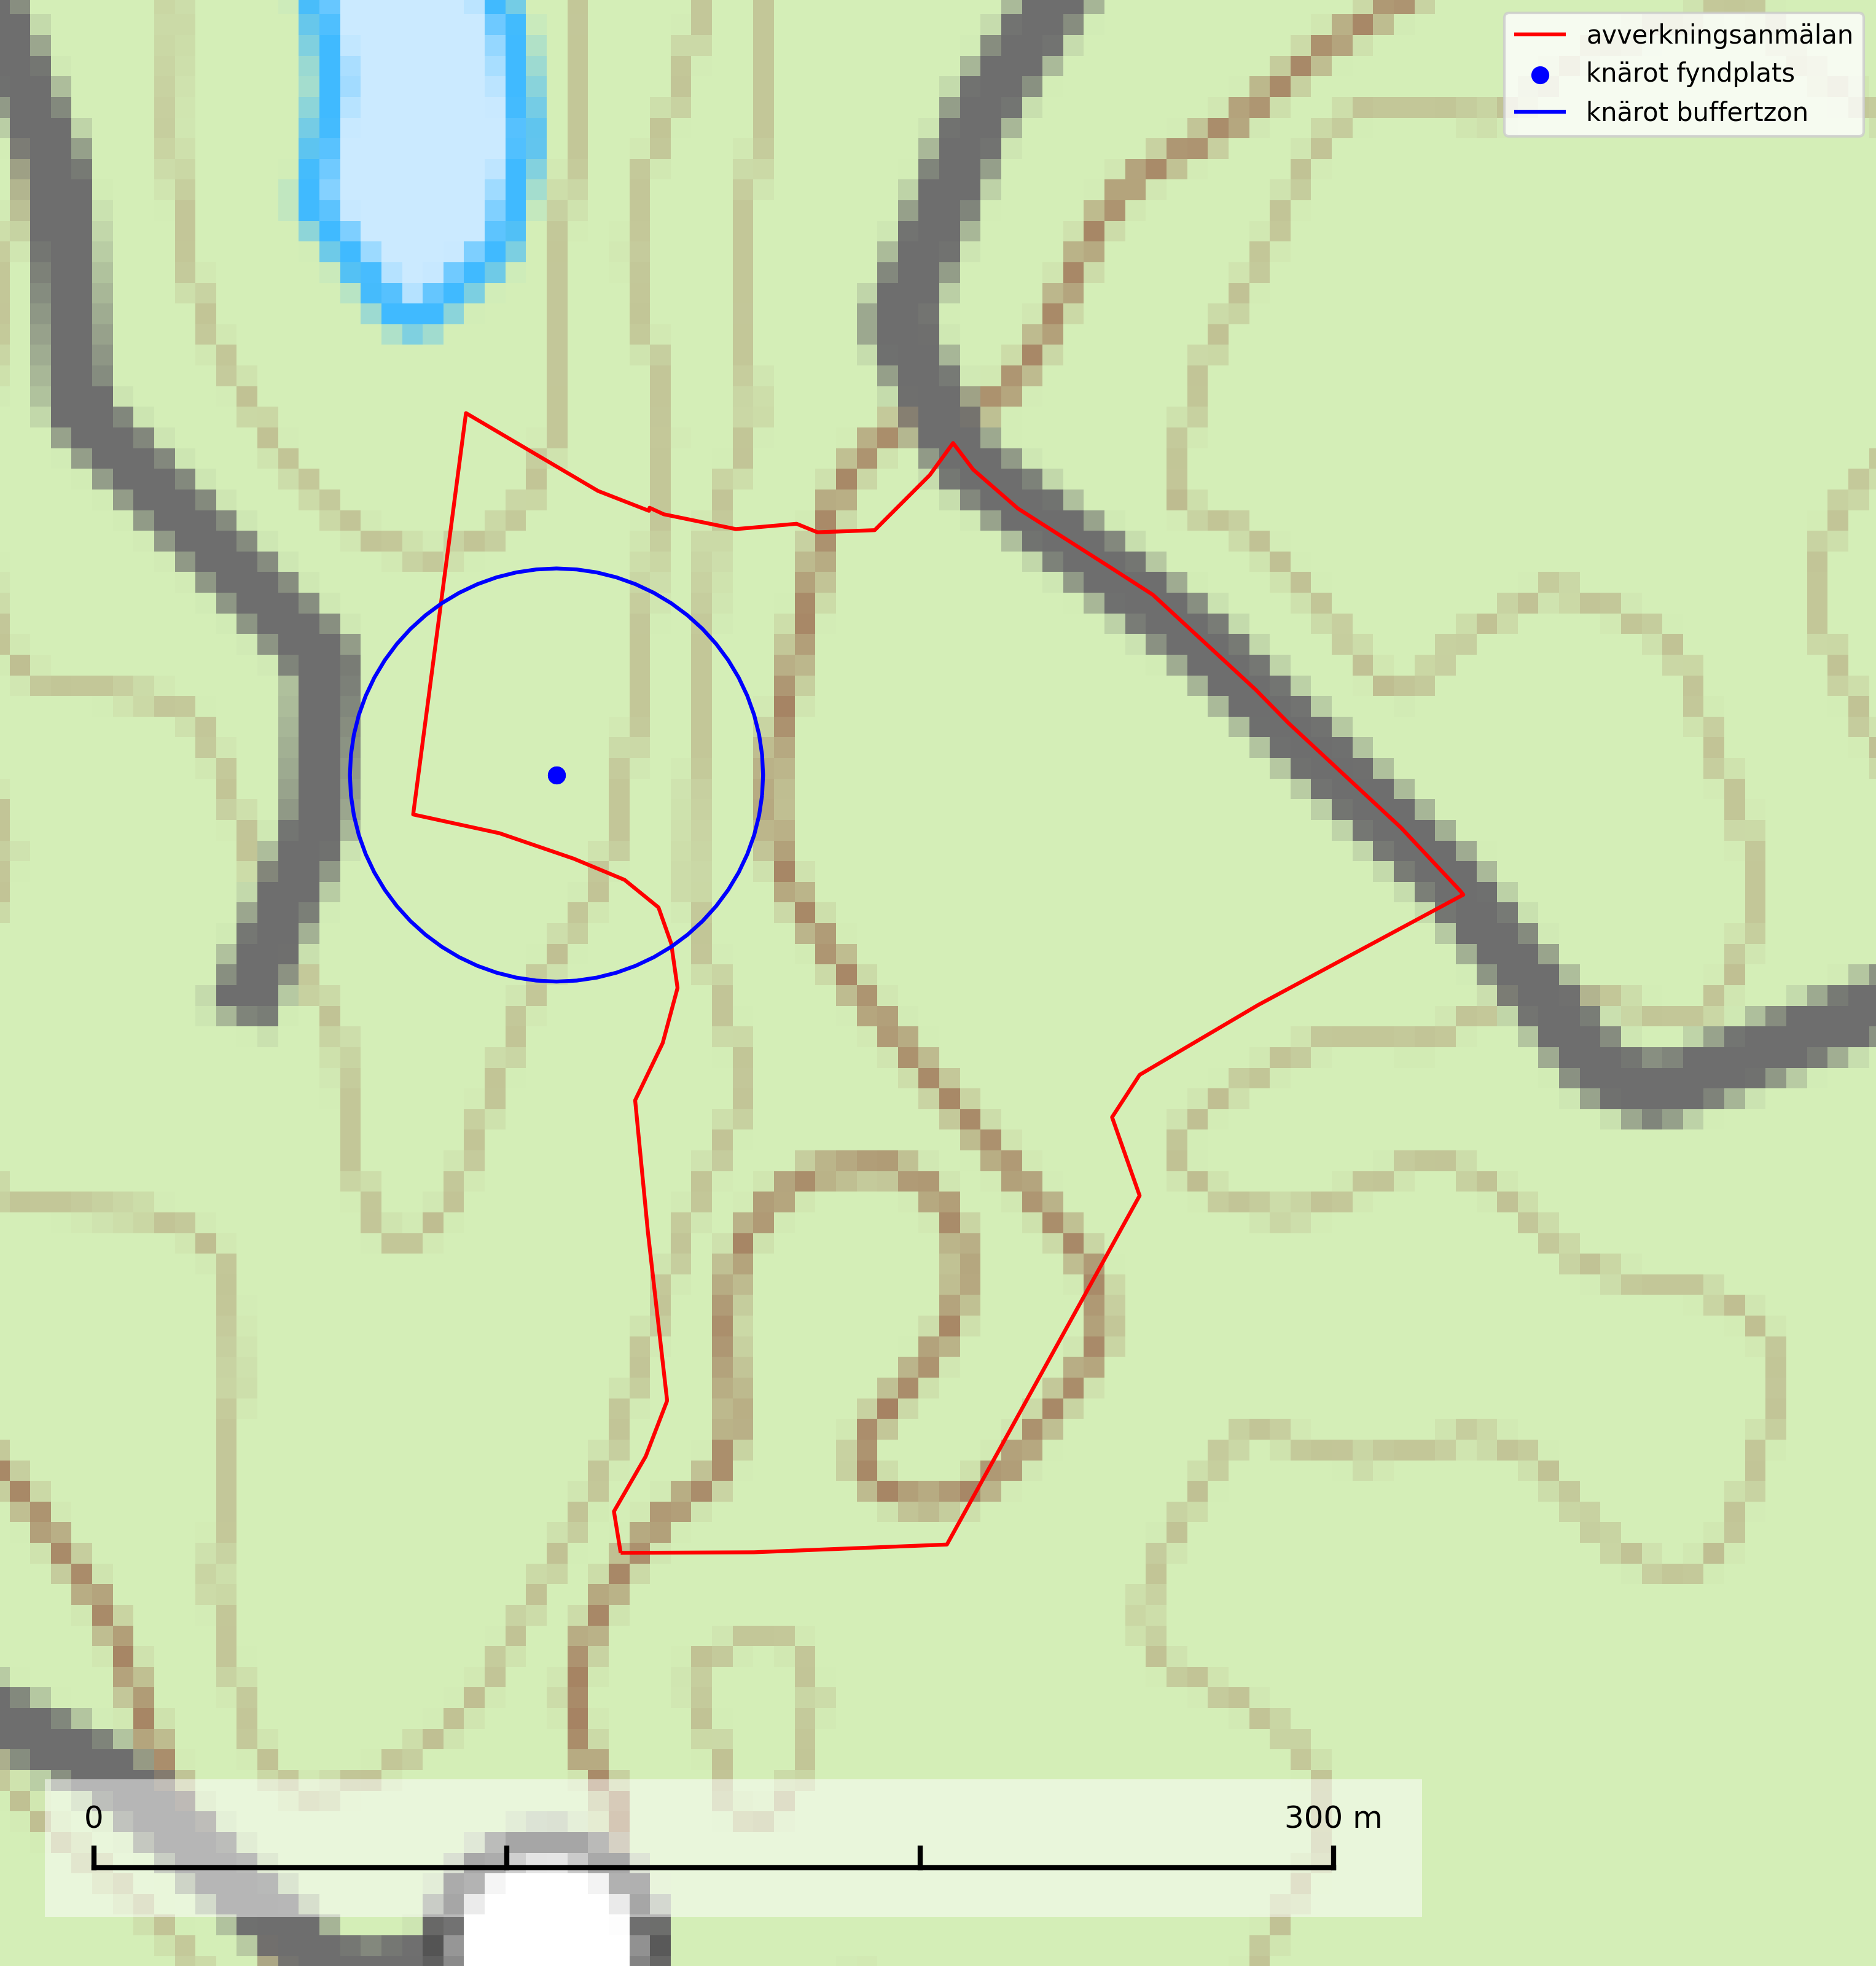 avverkningsanmälan
knärot fyndplats
knärot buffertzon
0 300 m